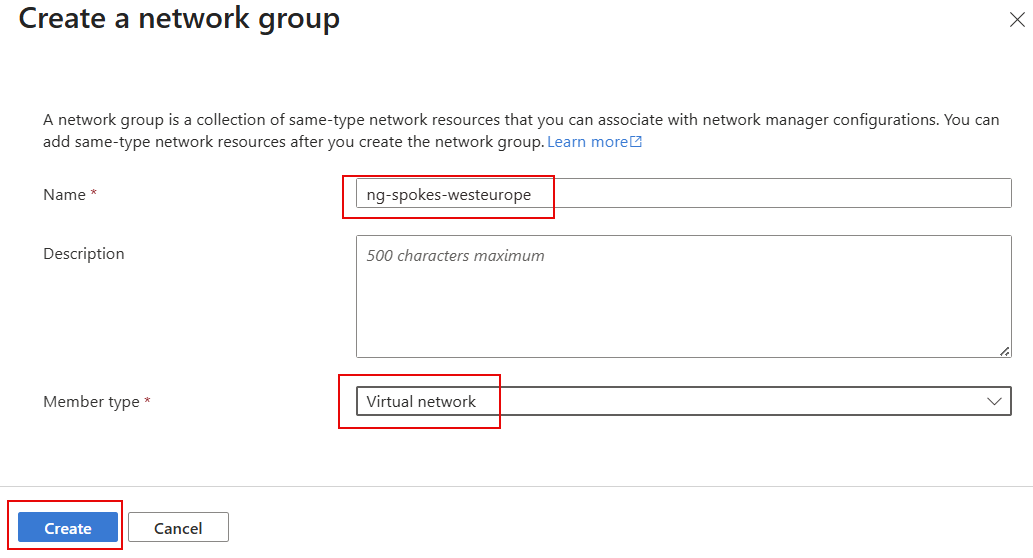 Create a network group
A network group is a collection of same-type network resources that you can associate with network manager configurations. You can
add same-type network resources after you create the network group. Learn more
Name *
ng-spokes-westeurope
Description
500 characters maximum
Member type *
Virtual network
Create
Cancel